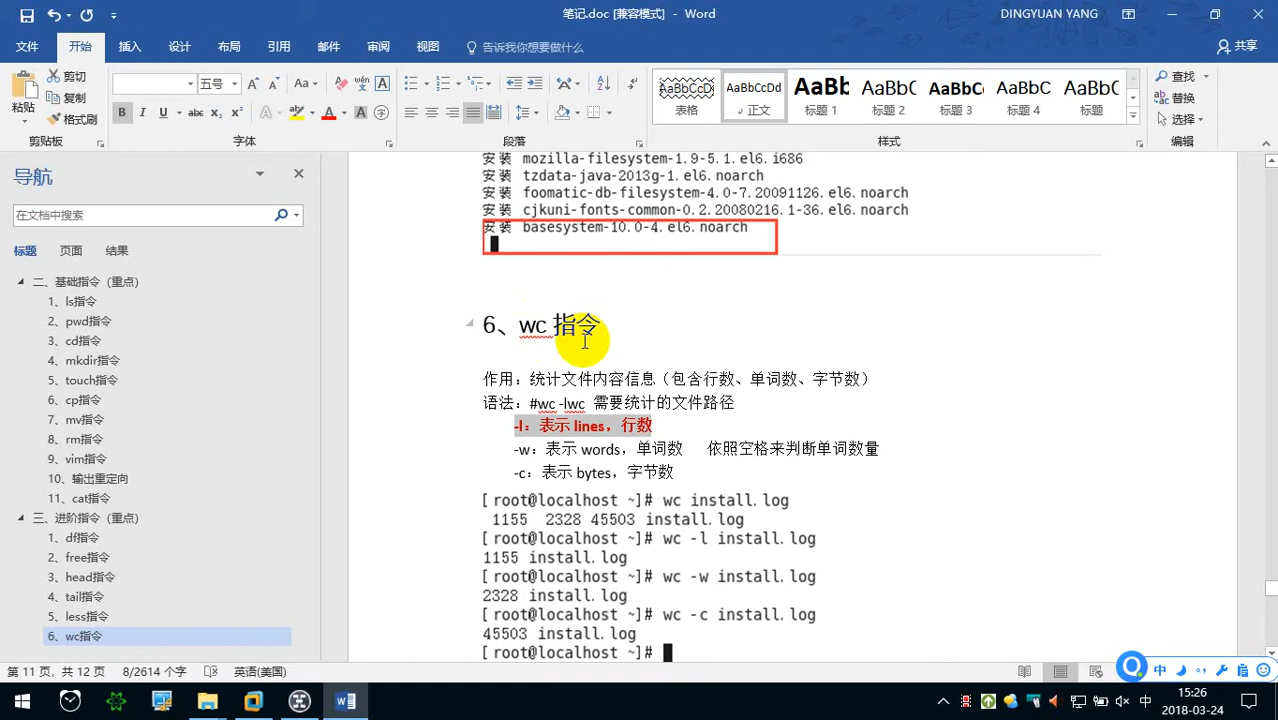 笔记.doc [兼容模式] - Word
DINGYUAN YANG
文件 开始 插入 设计 布局 引用 邮件 审阅 视图 告诉我你想要做什么 共享
粘贴 剪切 复制 格式刷
五号
AaBbCcDd AaBbCcDd AaBb AaBbC AaBbC AaBbC AaBbC
表格 正文 标题 1 标题 2 标题 3 标题 4 标题
查找 替换 选择
剪贴板 字体 段落 样式 编辑
导航
在文档中搜索
标题 页面 结果
二、基础指令（重点）
1、ls指令
2、pwd指令
3、cd指令
4、mkdir指令
5、touch指令
6、cp指令
7、mv指令
8、rm指令
9、vim指令
10、输出重定向
11、cat指令
三、进阶指令（重点）
1、df指令
2、free指令
3、head指令
4、tail指令
5、less指令
6、wc指令
安装 mozilla-filesystem-1.9-5.1.el6.i686
安装 tzdata-java-2013g-1.el6.noarch
安装 foomatic-db-filesystem-4.0-7.20091126.el6.noarch
安装 cjkuni-fonts-common-0.2.20080216.1-36.el6.noarch
安装 basesystem-10.0-4.el6.noarch
6、wc 指令
作用：统计文件内容信息（包含行数、单词数、字节数）
语法：#wc -lwc 需要统计的文件路径
-l：表示 lines，行数
-w：表示 words，单词数 依照空格来判断单词数量
-c：表示 bytes，字节数
[root@localhost ~]# wc install.log
1155 2328 45503 install.log
[root@localhost ~]# wc -l install.log
1155 install.log
[root@localhost ~]# wc -w install.log
2328 install.log
[root@localhost ~]# wc -c install.log
45503 install.log
[root@localhost ~]#
第 11 页，共 12 页 8/2614 个字 英语(美国)
中
中 15:26
2018-03-24